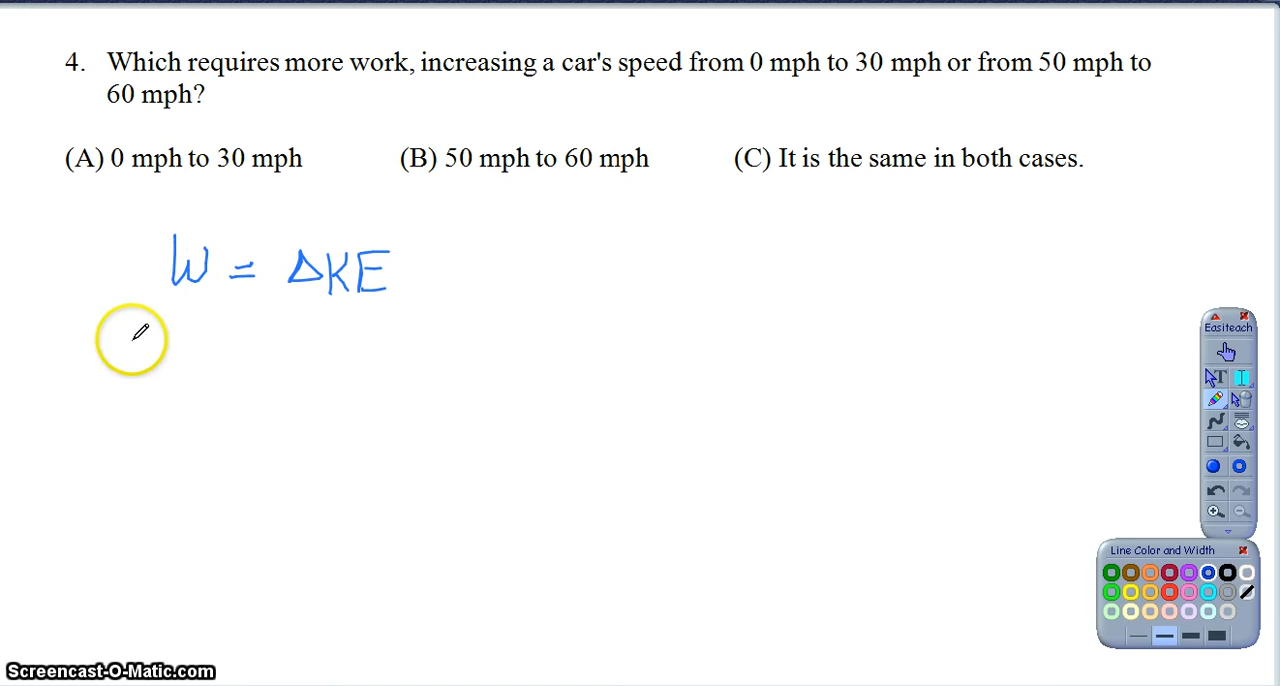 4. Which requires more work, increasing a car's speed from 0 mph to 30 mph or from 50 mph to
60 mph?
(A) 0 mph to 30 mph (B) 50 mph to 60 mph (C) It is the same in both cases.
W = ΔKE
Easiteach
T
Line Color and Width
Screencast-O-Matic.com